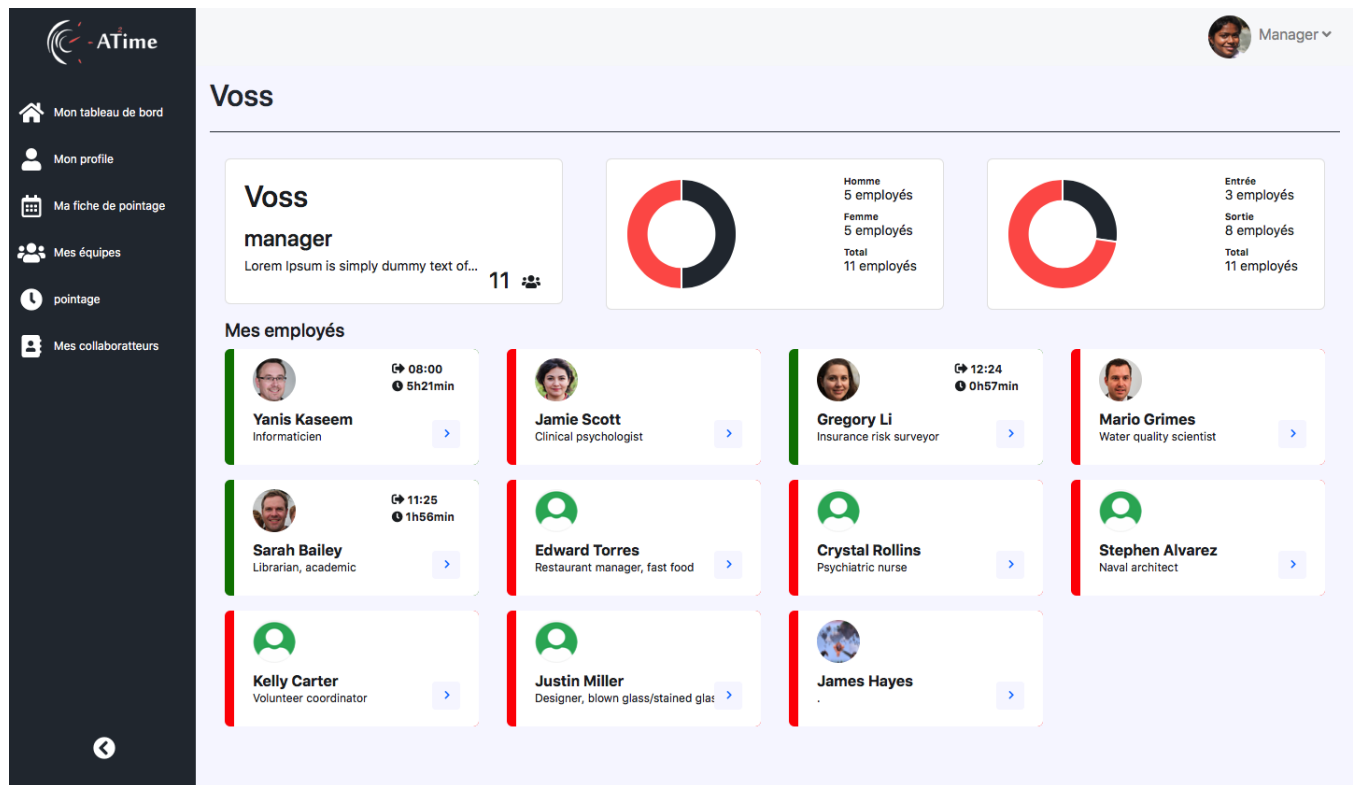 C - ATime
Manager
Mon tableau de bord
Mon profile
Ma fiche de pointage
Mes équipes
pointage
Mes collaboratteurs
Voss
Voss
manager
Lorem Ipsum is simply dummy text of...
11
Homme
5 employés
Femme
5 employés
Total
11 employés
Entrée
3 employés
Sortie
8 employés
Total
11 employés
Mes employés
08:00
5h21min
Yanis Kaseem
Informaticien
Jamie Scott
Clinical psychologist
12:24
0h57min
Gregory Li
Insurance risk surveyor
Mario Grimes
Water quality scientist
11:25
1h56min
Sarah Bailey
Librarian, academic
Edward Torres
Restaurant manager, fast food
Crystal Rollins
Psychiatric nurse
Stephen Alvarez
Naval architect
Kelly Carter
Volunteer coordinator
Justin Miller
Designer, blown glass/stained glas
James Hayes
.